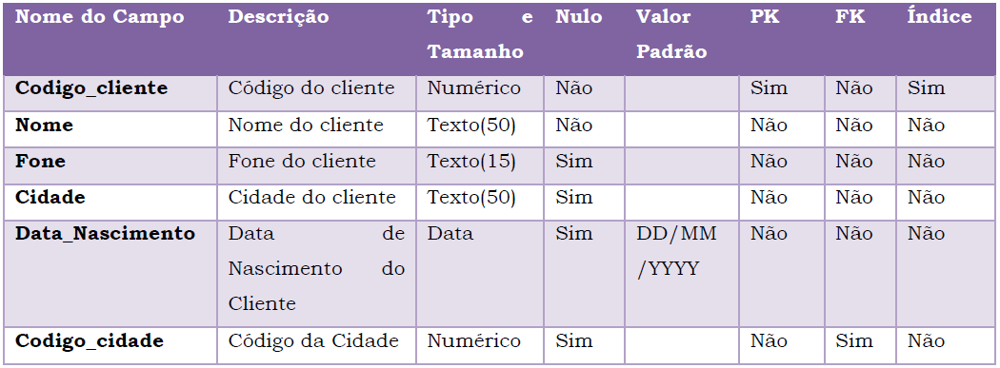 Nome do Campo Descrição Tipo e Nulo Valor PK FK Índice
Tamanho Padrão
Codigo_cliente Código do cliente Numérico Não Sim Não Sim
Nome Nome do cliente Texto(50) Não Não Não Não
Fone Fone do cliente Texto(15) Sim Não Não Não
Cidade Cidade do cliente Texto(50) Sim Não Não Não
Data_Nascimento Data de Data Sim DD/MM Não Não Não
Nascimento do /YYYY
Cliente
Codigo_cidade Código da Cidade Numérico Sim Não Sim Não